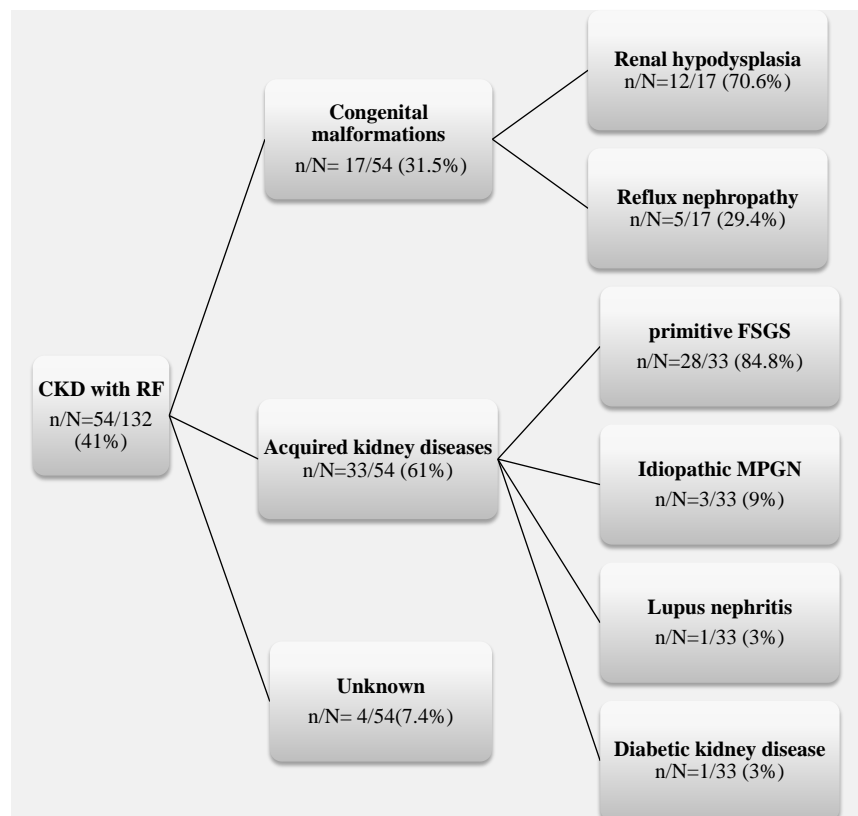 CKD with RF
n/N=54/132
(41%)
Congenital
malformations
n/N= 17/54 (31.5%)
Renal hypodysplasia
n/N=12/17 (70.6%)
Reflux nephropathy
n/N=5/17 (29.4%)
Acquired kidney diseases
n/N=33/54 (61%)
primitive FSGS
n/N=28/33 (84.8%)
Idiopathic MPGN
n/N=3/33 (9%)
Lupus nephritis
n/N=1/33 (3%)
Diabetic kidney disease
n/N=1/33 (3%)
Unknown
n/N= 4/54(7.4%)